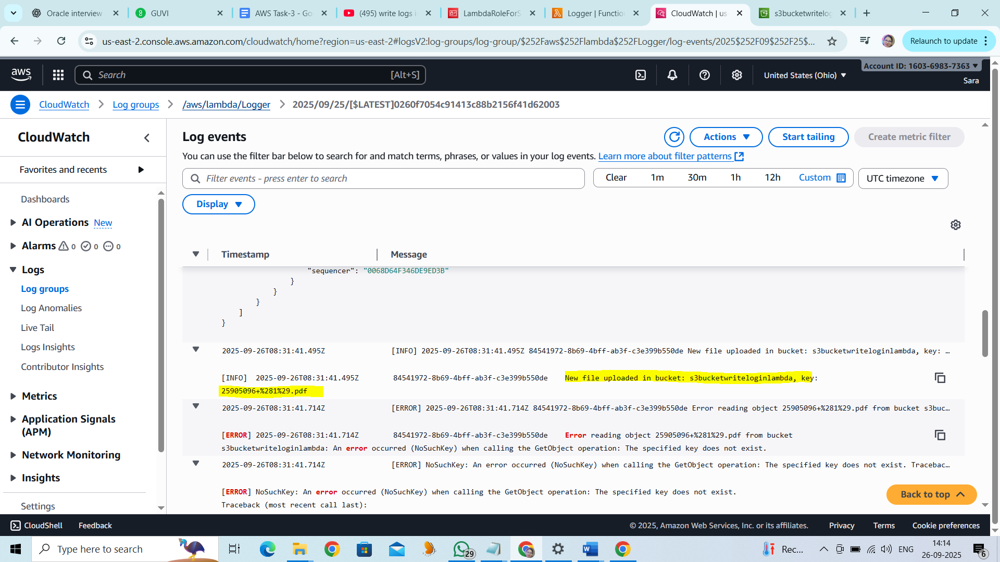 Oracle interview
GUVI
AWS Task-3 - Go
(495) write logs i
LambdaRoleForS
Logger | Functio
CloudWatch | us-
s3bucketwritelog
us-east-2.console.aws.amazon.com/cloudwatch/home?region=us-east-2#logsV2:log-groups/log-group/$252Faws$252Flambda$252FLogger/log-events/2025$252F09$252F25$...
Relaunch to update
aws
Search
[Alt+S]
United States (Ohio)
Account ID: 1603-6983-7363
Sara
CloudWatch
Log groups
/aws/lambda/Logger
2025/09/25/[$LATEST]0260f7054c91413c88b2156f41d62003
CloudWatch
Favorites and recents
Dashboards
AI Operations New
Alarms 0 0 0
Logs
Log groups
Log Anomalies
Live Tail
Logs Insights
Contributor Insights
Metrics
Application Signals
(APM)
Network Monitoring
Insights
Settings
Log events
Actions
Start tailing
Create metric filter
You can use the filter bar below to search for and match terms, phrases, or values in your log events. Learn more about filter patterns
Filter events - press enter to search
Clear 1m 30m 1h 12h Custom
UTC timezone
Display
Timestamp
Message
"sequencer": "0068D64F346DE9ED3B"
}
}
}
]
}
2025-09-26T08:31:41.495Z [INFO] 2025-09-26T08:31:41.495Z 84541972-8b69-4bff-ab3f-c3e399b550de New file uploaded in bucket: s3bucketwriteloginlambda, key: …
[INFO] 2025-09-26T08:31:41.495Z 84541972-8b69-4bff-ab3f-c3e399b550de New file uploaded in bucket: s3bucketwriteloginlambda, key:
25905096+%281%29.pdf
2025-09-26T08:31:41.714Z [ERROR] 2025-09-26T08:31:41.714Z 84541972-8b69-4bff-ab3f-c3e399b550de Error reading object 25905096+%281%29.pdf from bucket s3buc…
[ERROR] 2025-09-26T08:31:41.714Z 84541972-8b69-4bff-ab3f-c3e399b550de Error reading object 25905096+%281%29.pdf from bucket
s3bucketwriteloginlambda: An error occurred (NoSuchKey) when calling the GetObject operation: The specified key does not exist.
2025-09-26T08:31:41.714Z [ERROR] NoSuchKey: An error occurred (NoSuchKey) when calling the GetObject operation: The specified key does not exist. Tracebac…
[ERROR] NoSuchKey: An error occurred (NoSuchKey) when calling the GetObject operation: The specified key does not exist.
Traceback (most recent call last):
Back to top
CloudShell
Feedback
© 2025, Amazon Web Services, Inc. or its affiliates.
Privacy
Terms
Cookie preferences
Type here to search
29
Rec...
ENG
14:14
26-09-2025
6